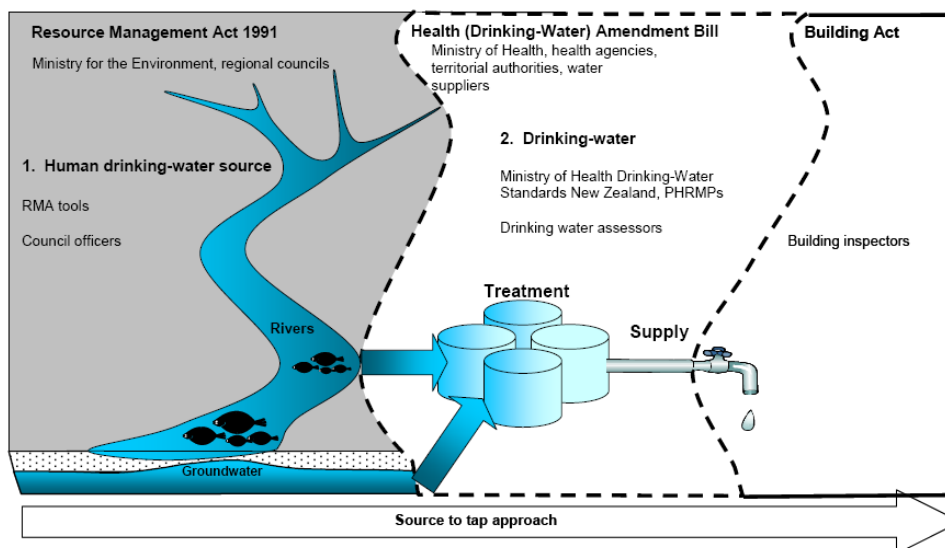 Resource Management Act 1991
Ministry for the Environment, regional councils
1. Human drinking-water source
RMA tools
Council officers
Rivers
Groundwater
Health (Drinking-Water) Amendment Bill
Ministry of Health, health agencies,
territorial authorities, water
suppliers
2. Drinking-water
Ministry of Health Drinking-Water
Standards New Zealand, PHRMPs
Drinking water assessors
Treatment
Supply
Building Act
Building inspectors
Source to tap approach